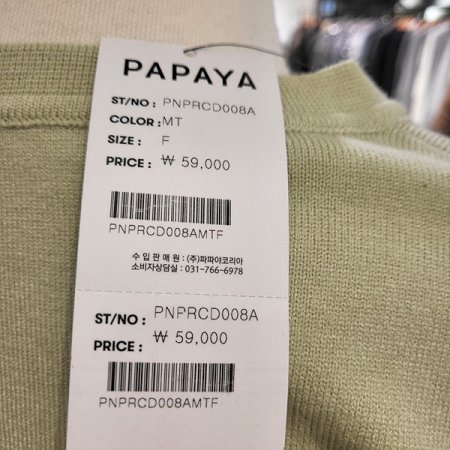 PAPAYA
ST/NO : PNPRCD008A
COLOR : MT
SIZE : F
PRICE : ₩ 59,000
PNPRCD008AMTF
수 입 판 매 원 : (주)파파야코리아
소비자상담실 : 031-766-6978
ST/NO : PNPRCD008A
PRICE : ₩ 59,000
PNPRCD008AMTF